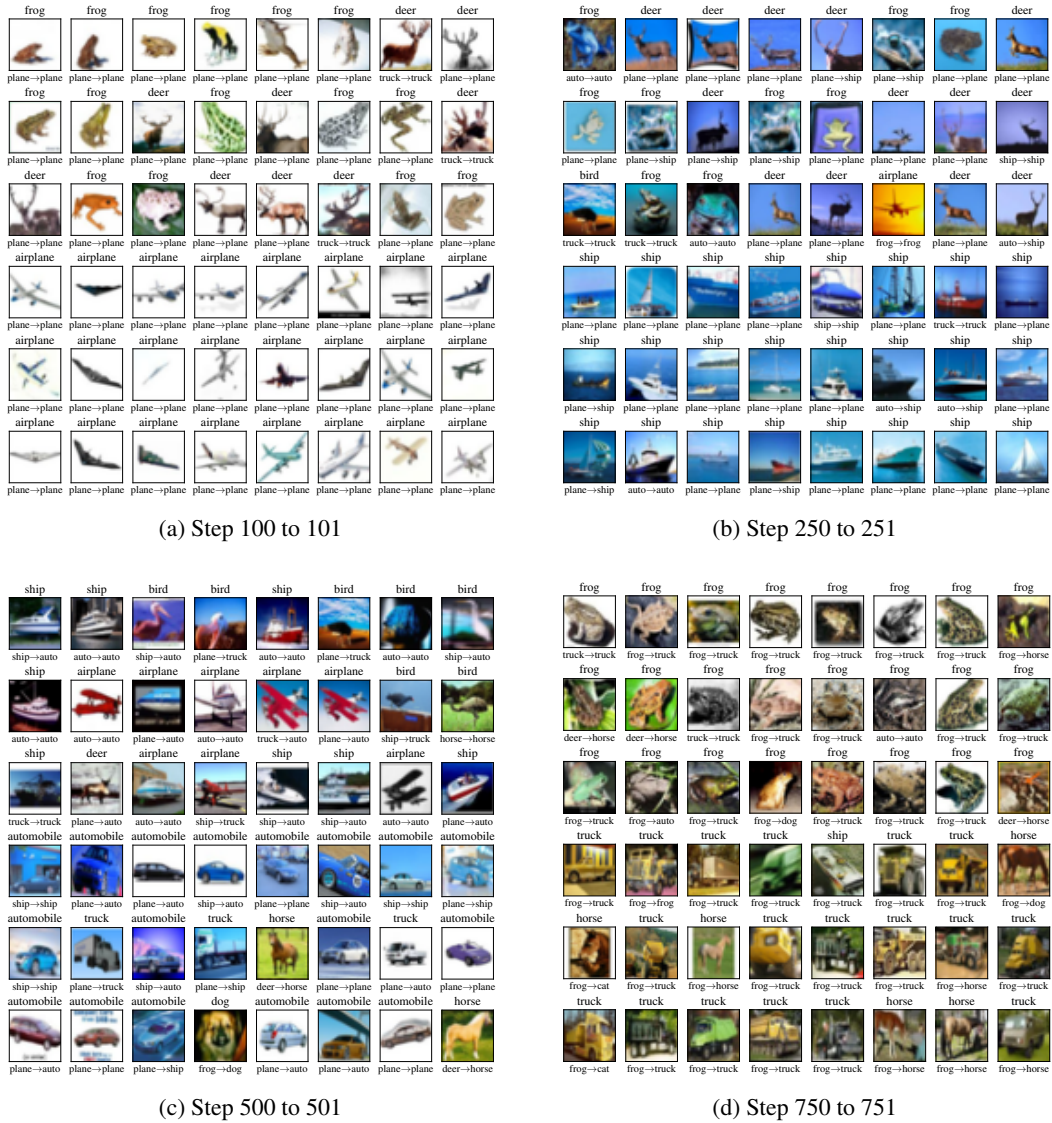 frog frog frog frog frog frog deer deer
plane→plane plane→plane plane→plane plane→plane plane→plane plane→plane truck→truck plane→plane
frog frog deer frog deer frog frog deer
plane→plane plane→plane plane→plane plane→plane plane→plane plane→plane plane→plane truck→truck
deer frog frog deer deer deer frog frog
plane→plane plane→plane plane→plane plane→plane plane→plane truck→truck plane→plane plane→plane
airplane airplane airplane airplane airplane airplane airplane airplane
plane→plane plane→plane plane→plane plane→plane plane→plane plane→plane plane→plane plane→plane
airplane airplane airplane airplane airplane airplane airplane airplane
plane→plane plane→plane plane→plane plane→plane plane→plane plane→plane plane→plane plane→plane
airplane airplane airplane airplane airplane airplane airplane airplane
plane→plane plane→plane plane→plane plane→plane plane→plane plane→plane plane→plane plane→plane
(a) Step 100 to 101
frog deer deer deer deer frog frog deer
auto→auto plane→plane plane→plane plane→plane plane→ship plane→ship plane→plane plane→plane
frog frog deer frog frog deer deer deer
plane→plane plane→ship plane→ship plane→ship plane→ship plane→plane plane→plane ship→ship
bird frog frog deer deer airplane deer deer
truck→truck truck→truck auto→auto plane→plane plane→plane frog→frog plane→plane auto→ship
ship ship ship ship ship ship ship ship
plane→plane plane→plane plane→plane plane→plane ship→ship plane→plane truck→truck plane→plane
ship ship ship ship ship ship ship ship
plane→ship plane→plane plane→plane plane→plane plane→plane auto→ship auto→ship plane→plane
ship ship ship ship ship ship ship ship
plane→ship auto→auto plane→plane plane→ship plane→plane plane→plane plane→plane plane→plane
(b) Step 250 to 251
ship ship bird bird ship bird bird bird
ship→auto auto→auto ship→auto plane→truck auto→auto plane→truck auto→auto ship→auto
ship airplane airplane airplane airplane airplane bird bird
auto→auto auto→auto plane→auto auto→auto truck→auto plane→auto ship→truck horse→horse
ship deer airplane airplane ship ship airplane ship
truck→truck plane→auto auto→auto ship→truck ship→auto ship→auto auto→auto plane→auto
automobile automobile automobile automobile automobile automobile automobile automobile
ship→ship ship→ship plane→auto ship→auto plane→plane ship→auto ship→ship plane→ship
automobile truck automobile truck horse automobile truck automobile
ship→ship plane→truck ship→auto plane→ship deer→horse plane→plane plane→auto plane→plane
automobile automobile automobile dog automobile automobile automobile horse
plane→auto plane→plane plane→ship frog→dog plane→auto plane→auto plane→plane deer→horse
(c) Step 500 to 501
frog frog frog frog frog frog frog frog
truck→truck frog→truck frog→truck frog→truck frog→truck frog→truck frog→truck frog→horse
frog frog frog frog frog frog frog frog
deer→horse deer→horse truck→truck frog→truck frog→truck auto→auto frog→truck frog→truck
frog frog frog frog frog frog frog frog
frog→truck frog→auto frog→truck frog→dog frog→truck frog→truck frog→truck deer→horse
truck truck truck truck ship truck truck horse
frog→truck frog→frog frog→truck frog→truck frog→truck frog→truck frog→truck frog→dog
horse truck horse truck truck truck truck truck
frog→cat frog→truck frog→horse frog→truck frog→truck frog→truck frog→horse frog→truck
truck truck truck truck truck horse horse truck
frog→cat frog→truck frog→truck frog→truck frog→truck frog→horse frog→horse frog→horse
(d) Step 750 to 751